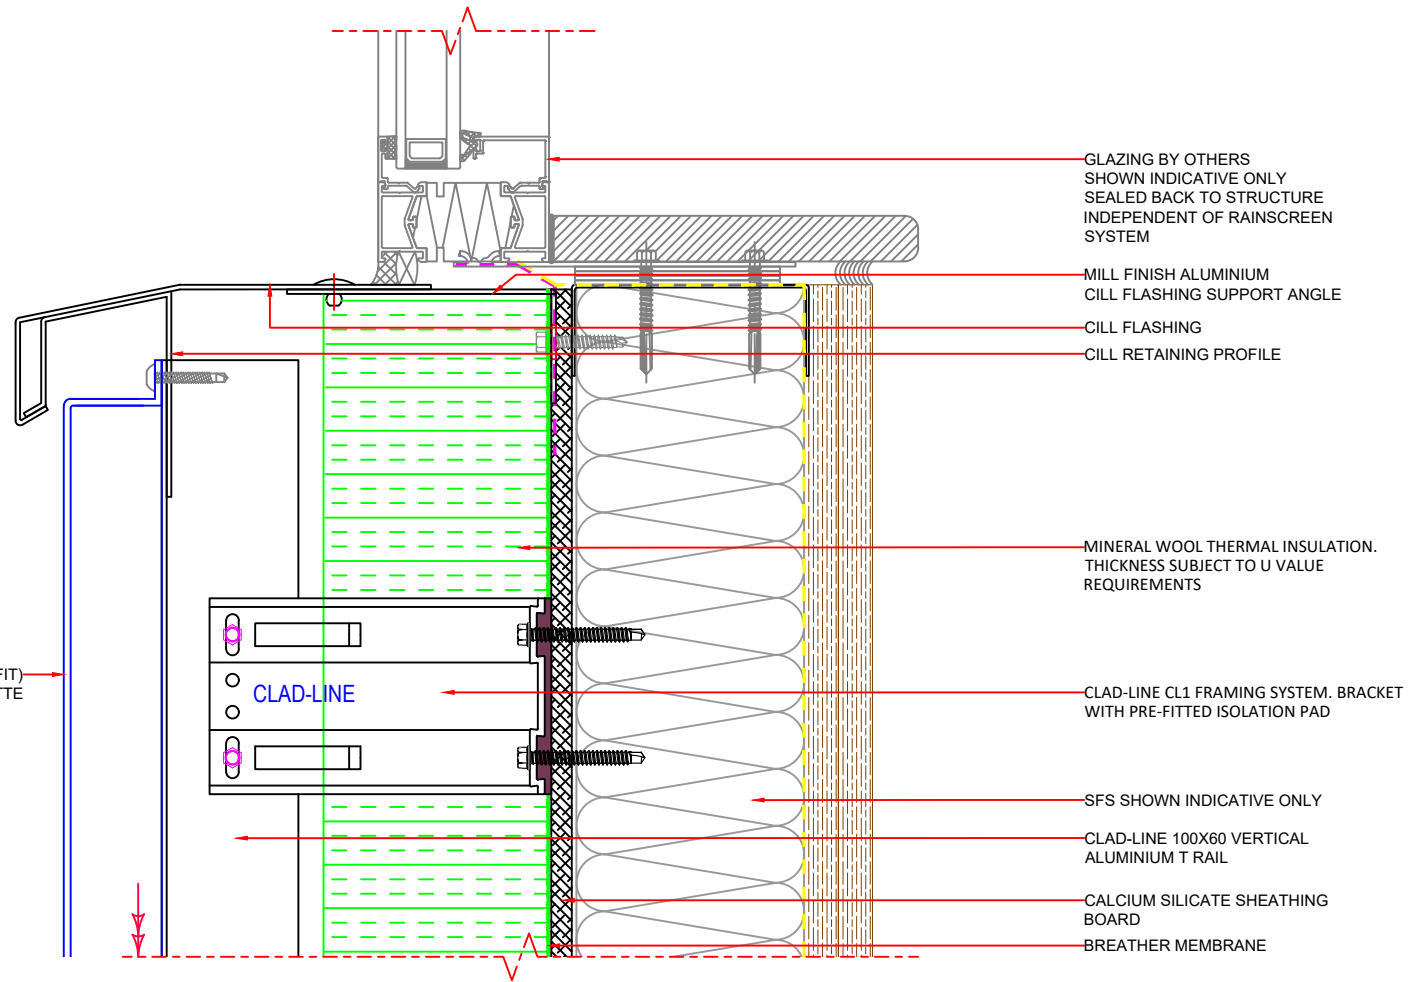 GLAZING BY OTHERS
SHOWN INDICATIVE ONLY
SEALED BACK TO STRUCTURE
INDEPENDENT OF RAINSCREEN
SYSTEM
MILL FINISH ALUMINIUM
CILL FLASHING SUPPORT ANGLE
CILL FLASHING
CILL RETAINING PROFILE
MINERAL WOOL THERMAL INSULATION.
THICKNESS SUBJECT TO U VALUE
REQUIREMENTS
FIT)
TTE
CLAD-LINE
CLAD-LINE CL1 FRAMING SYSTEM. BRACKET
WITH PRE-FITTED ISOLATION PAD
SFS SHOWN INDICATIVE ONLY
CLAD-LINE 100X60 VERTICAL
ALUMINIUM T RAIL
CALCIUM SILICATE SHEATHING
BOARD
BREATHER MEMBRANE